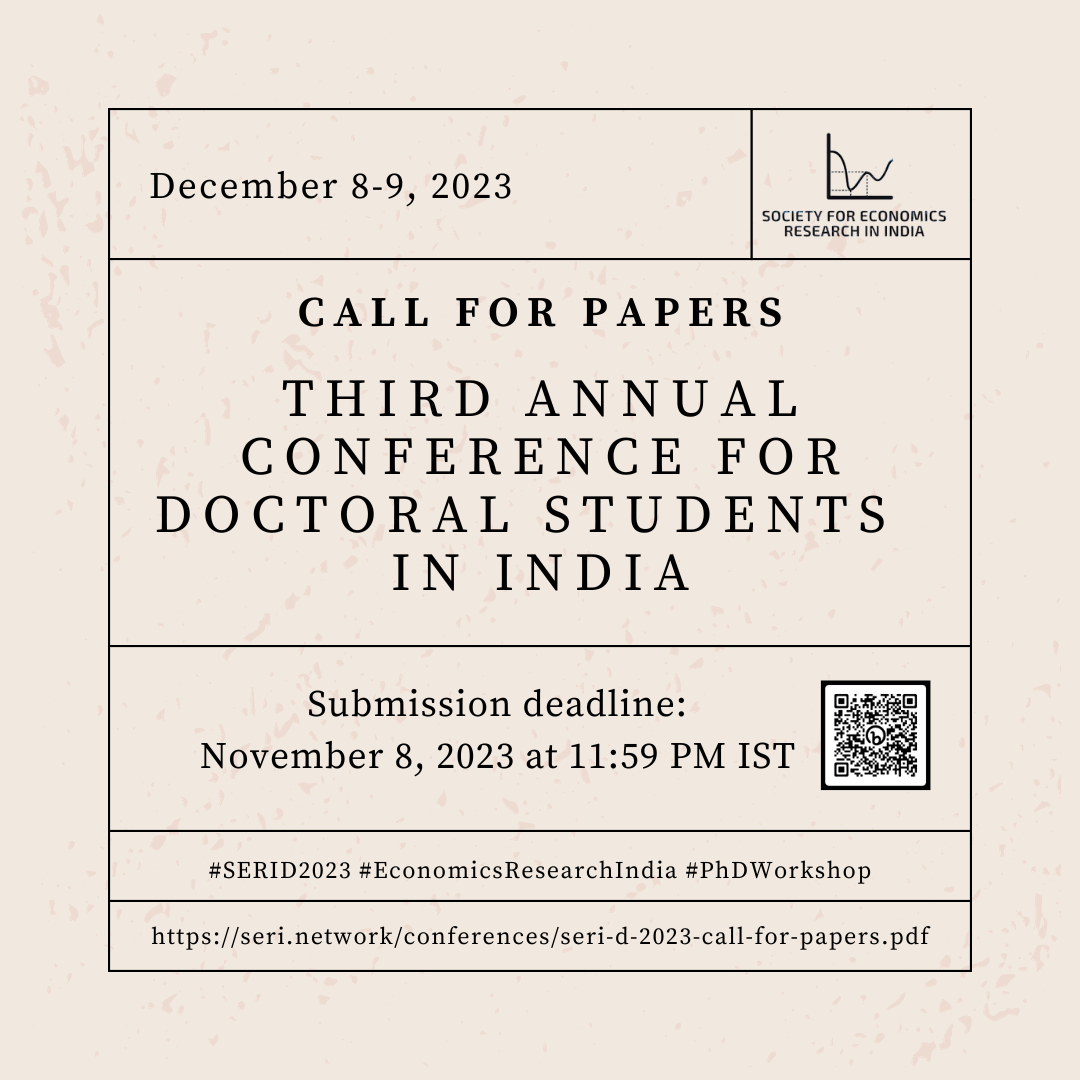 December 8-9, 2023
SOCIETY FOR ECONOMICS
RESEARCH IN INDIA
CALL FOR PAPERS
THIRD ANNUAL
CONFERENCE FOR
DOCTORAL STUDENTS
IN INDIA
Submission deadline:
November 8, 2023 at 11:59 PM IST
#SERID2023 #EconomicsResearchIndia #PhDWorkshop
https://seri.network/conferences/seri-d-2023-call-for-papers.pdf